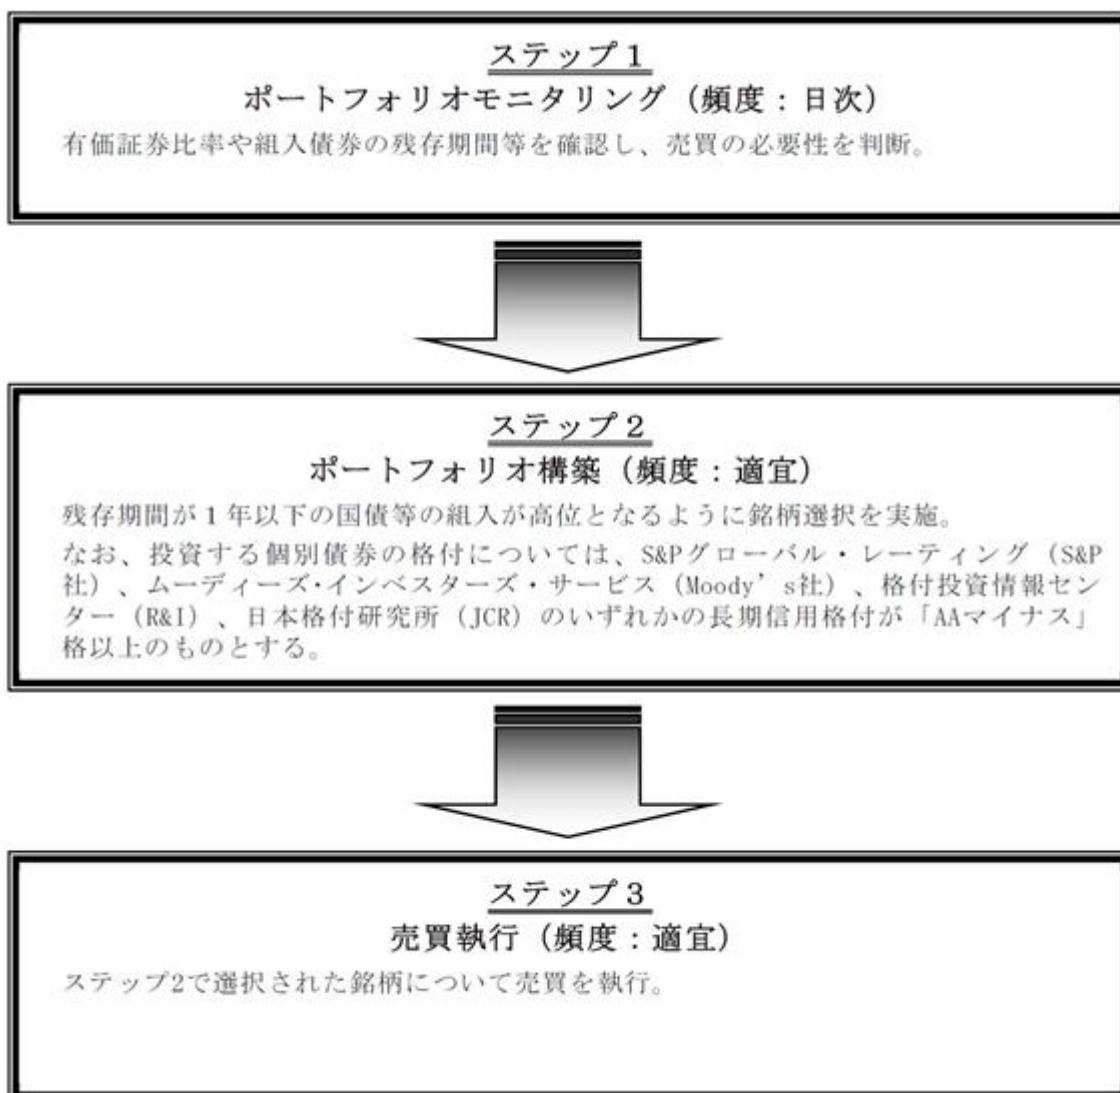 ステップ１
ポートフォリオモニタリング（頻度：日次）
有価証券比率や組入債券の残存期間等を確認し、売買の必要性を判断。
ステップ２
ポートフォリオ構築（頻度：適宜）
残存期間が１年以下の国債等の組入が高位となるように銘柄選択を実施。
なお、投資する個別債券の格付については、S&Pグローバル・レーティング（S&P
社）、ムーディーズ・インベスターズ・サービス（Moody’s社）、格付投資情報セン
ター（R&I）、日本格付研究所（JCR）のいずれかの長期信用格付が「AAマイナス」
格以上のものとする。
ステップ３
売買執行（頻度：適宜）
ステップ2で選択された銘柄について売買を執行。